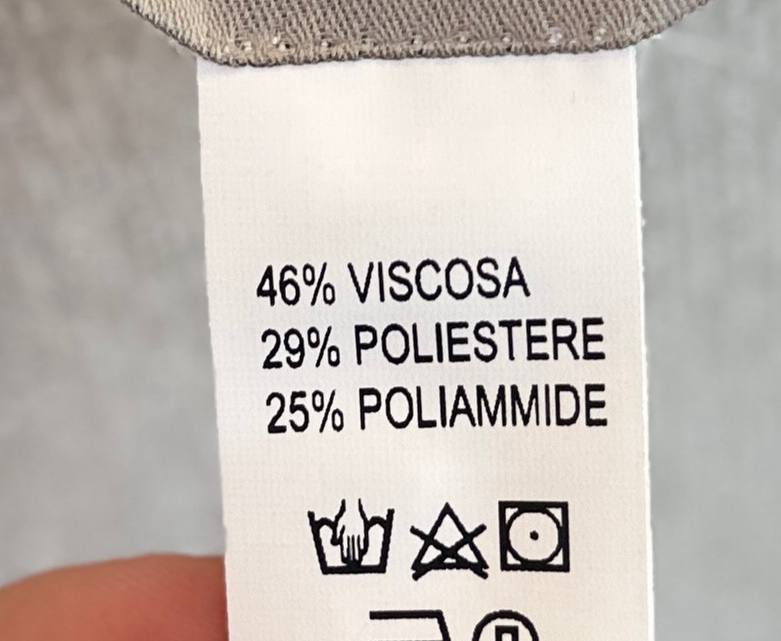 46% VISCOSA
29% POLIESTERE
25% POLIAMMIDE